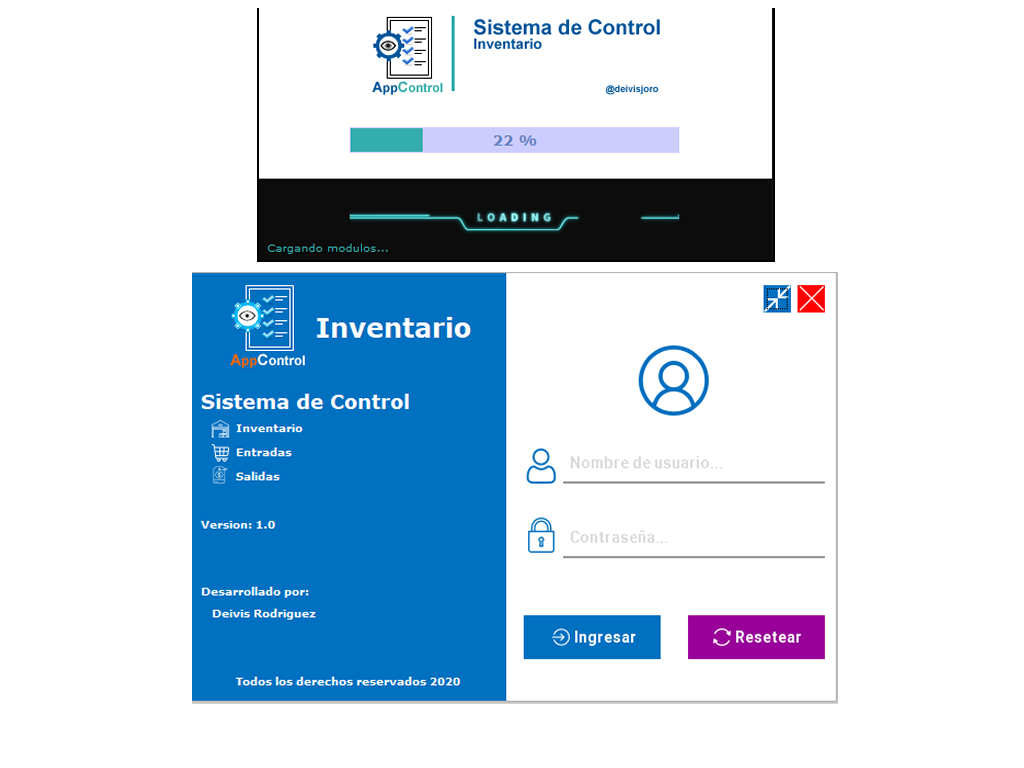 Sistema de Control
Inventario
AppControl
@deivisjoro
22 %
LOADING
Cargando modulos...
Inventario
AppControl
Sistema de Control
Inventario
Entradas
Salidas
Version: 1.0
Desarrollado por:
Deivis Rodriguez
Todos los derechos reservados 2020
Nombre de usuario...
Contraseña...
Ingresar
Resetear